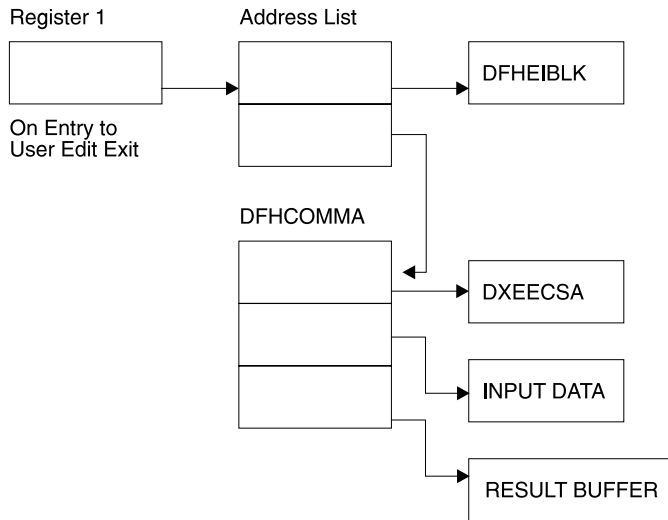 Register 1
Address List
DFHEIBLK
On Entry to
User Edit Exit
DFHCOMMA
DXEECSA
INPUT DATA
RESULT BUFFER